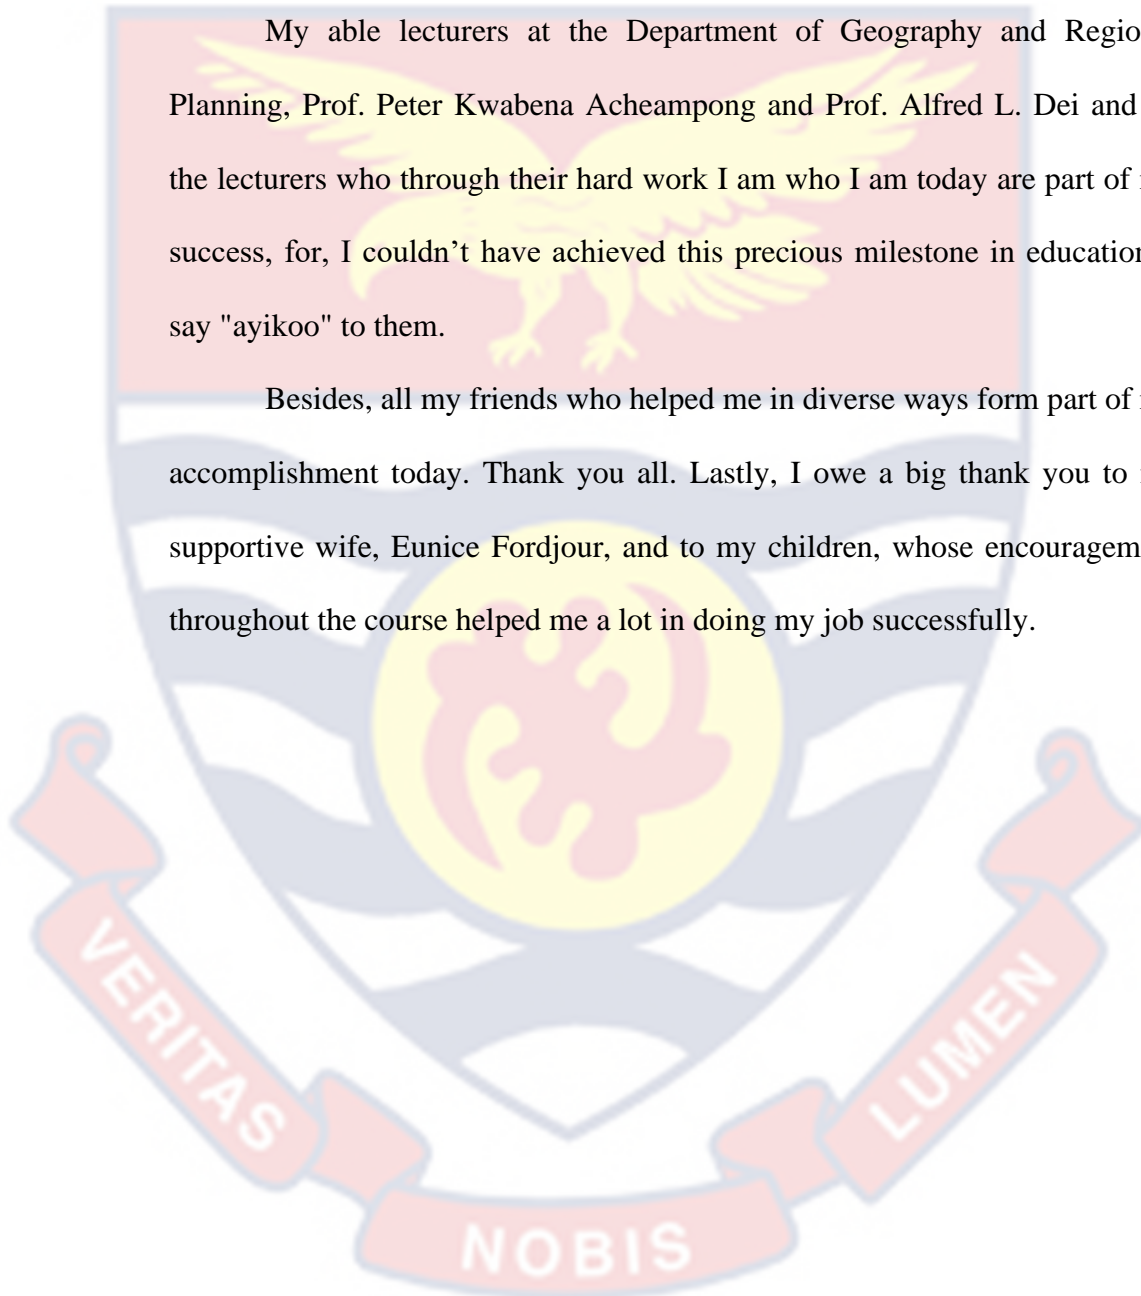 My able lecturers at the Department of Geography and Regio
Planning, Prof. Peter Kwabena Acheampong and Prof. Alfred L. Dei and
the lecturers who through their hard work I am who I am today are part of
success, for, I couldn’t have achieved this precious milestone in education
say "ayikoo" to them.
Besides, all my friends who helped me in diverse ways form part of
accomplishment today. Thank you all. Lastly, I owe a big thank you to
supportive wife, Eunice Fordjour, and to my children, whose encouragem
throughout the course helped me a lot in doing my job successfully.
VERITAS
NOBIS
LUMEN